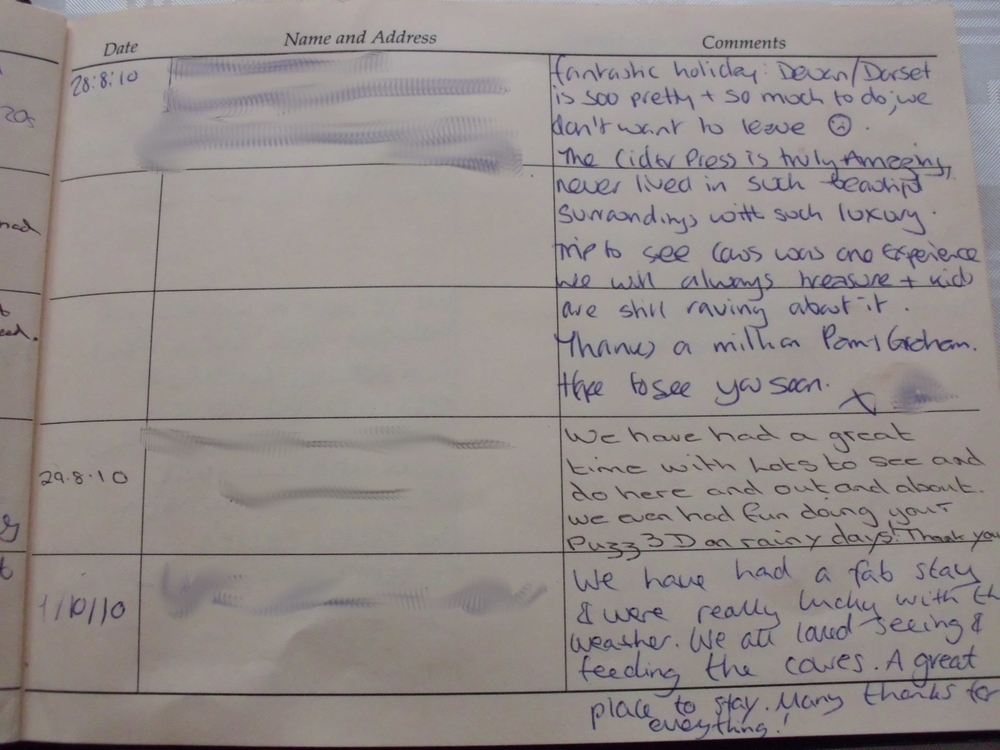 Date Name and Address Comments
20s
28:8:10
fantastic holiday: Devon/Dorset
is soo pretty + so much to do, we
don't want to leave ☹.
The Cider Press is truly Amazing,
never lived in such beautiful
surroundings with such luxury.
trip to see cows was one experience
we will always treasure + kids
are still raving about it.
Thanks a million Pam + Graham.
Hope to see you soon. X
29.8.10
We have had a great
time with Lots to see and
do here and out and about.
We even had fun doing your
Puzz 3D on rainy days! Thank you
1/10/10
We have had a fab stay
& were really lucky with th
weather. We all loved seeing &
feeding the cows. A great
place to stay. Many thanks for
everything!